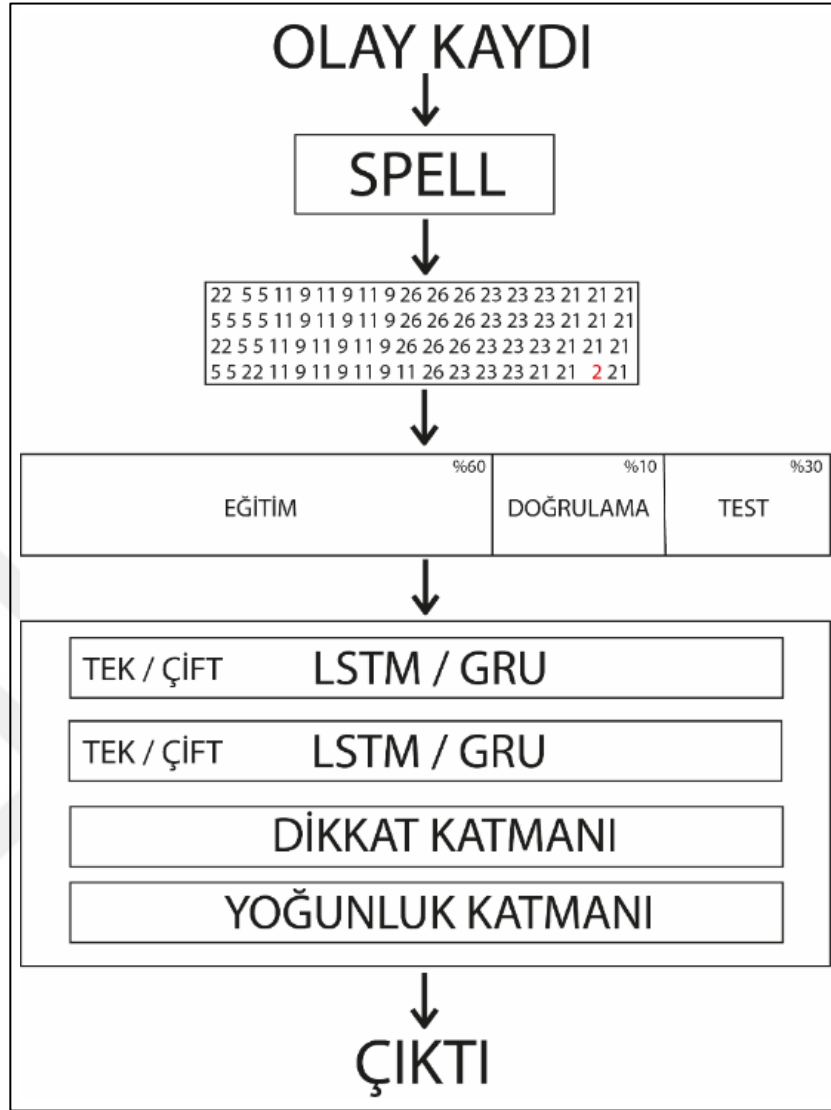 OLAY KAYDI
SPELL
22 5 5 11 9 11 9 11 9 26 26 26 23 23 23 21 21 21
5 5 5 5 11 9 11 9 11 9 26 26 26 23 23 23 21 21 21
22 5 5 11 9 11 9 11 9 26 26 26 23 23 23 21 21 21
5 5 22 11 9 11 9 11 9 11 26 23 23 23 21 21 2 21
%60 %10 %30
EĞİTİM DOĞRULAMA TEST
TEK / ÇİFT LSTM / GRU
TEK / ÇİFT LSTM / GRU
DİKKAT KATMANI
YOĞUNLUK KATMANI
ÇIKTI